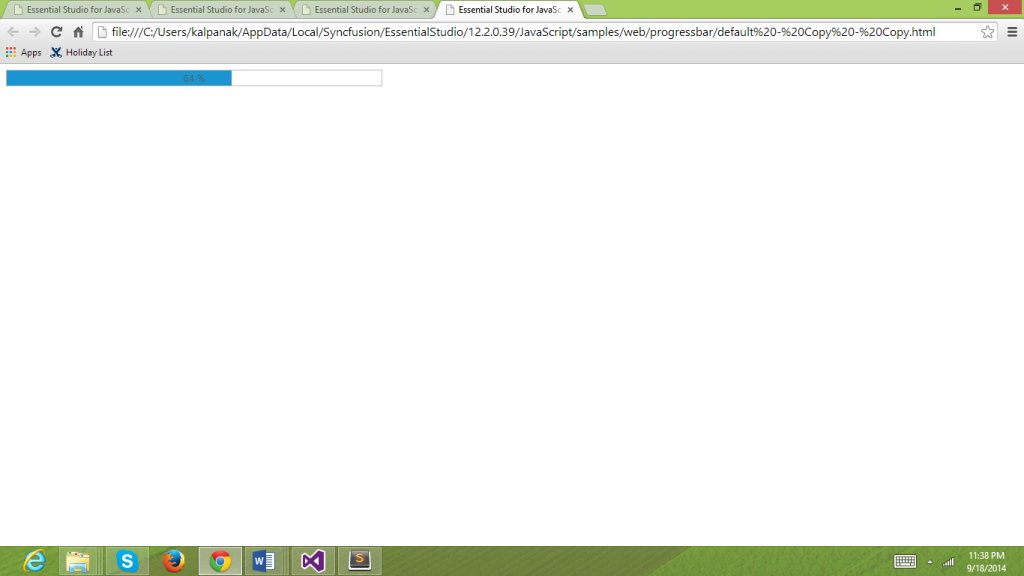 Essential Studio for JavaSc Essential Studio for JavaSc Essential Studio for JavaSc Essential Studio for JavaSc
file:///C:/Users/kalpanak/AppData/Local/Syncfusion/EssentialStudio/12.2.0.39/JavaScript/samples/web/progressbar/default%20-%20Copy%20-%20Copy.html
Apps Holiday List
64 %
11:38 PM
9/18/2014